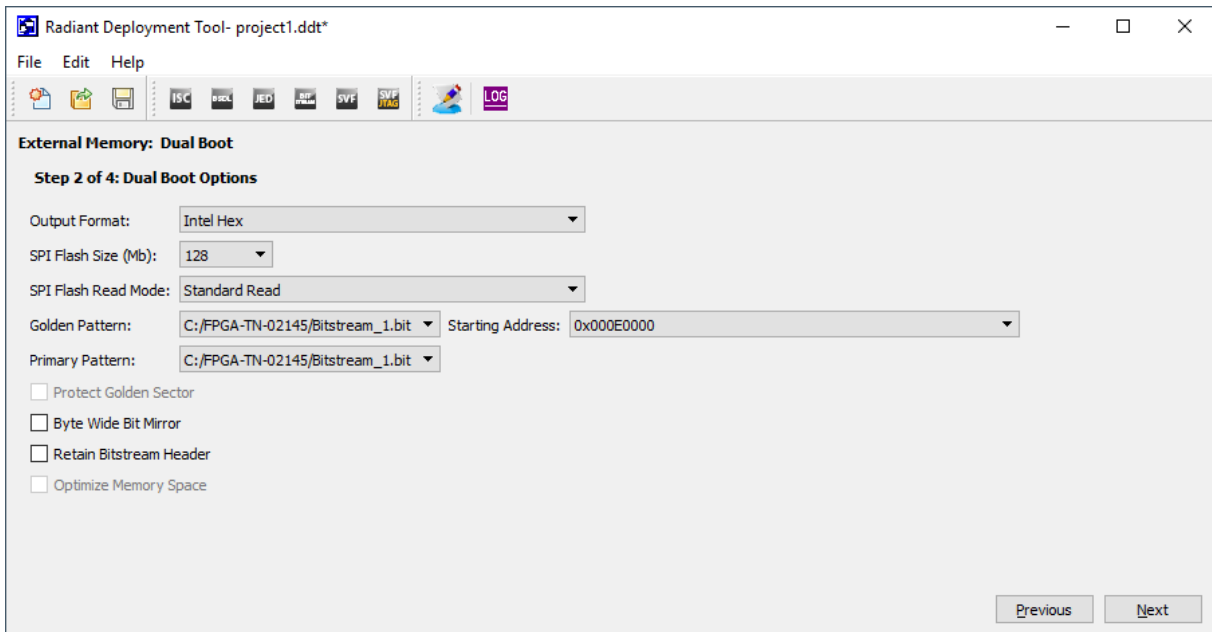 Radiant Deployment Tool- project1.ddt*
File Edit Help
ISC BSDL JED BIT STREAM SVF SVF JTAG LOG
External Memory: Dual Boot
Step 2 of 4: Dual Boot Options
Output Format: Intel Hex
SPI Flash Size (Mb): 128
SPI Flash Read Mode: Standard Read
Golden Pattern: C:/FPGA-TN-02145/Bitstream_1.bit Starting Address: 0x000E0000
Primary Pattern: C:/FPGA-TN-02145/Bitstream_1.bit
Protect Golden Sector
Byte Wide Bit Mirror
Retain Bitstream Header
Optimize Memory Space
Previous Next